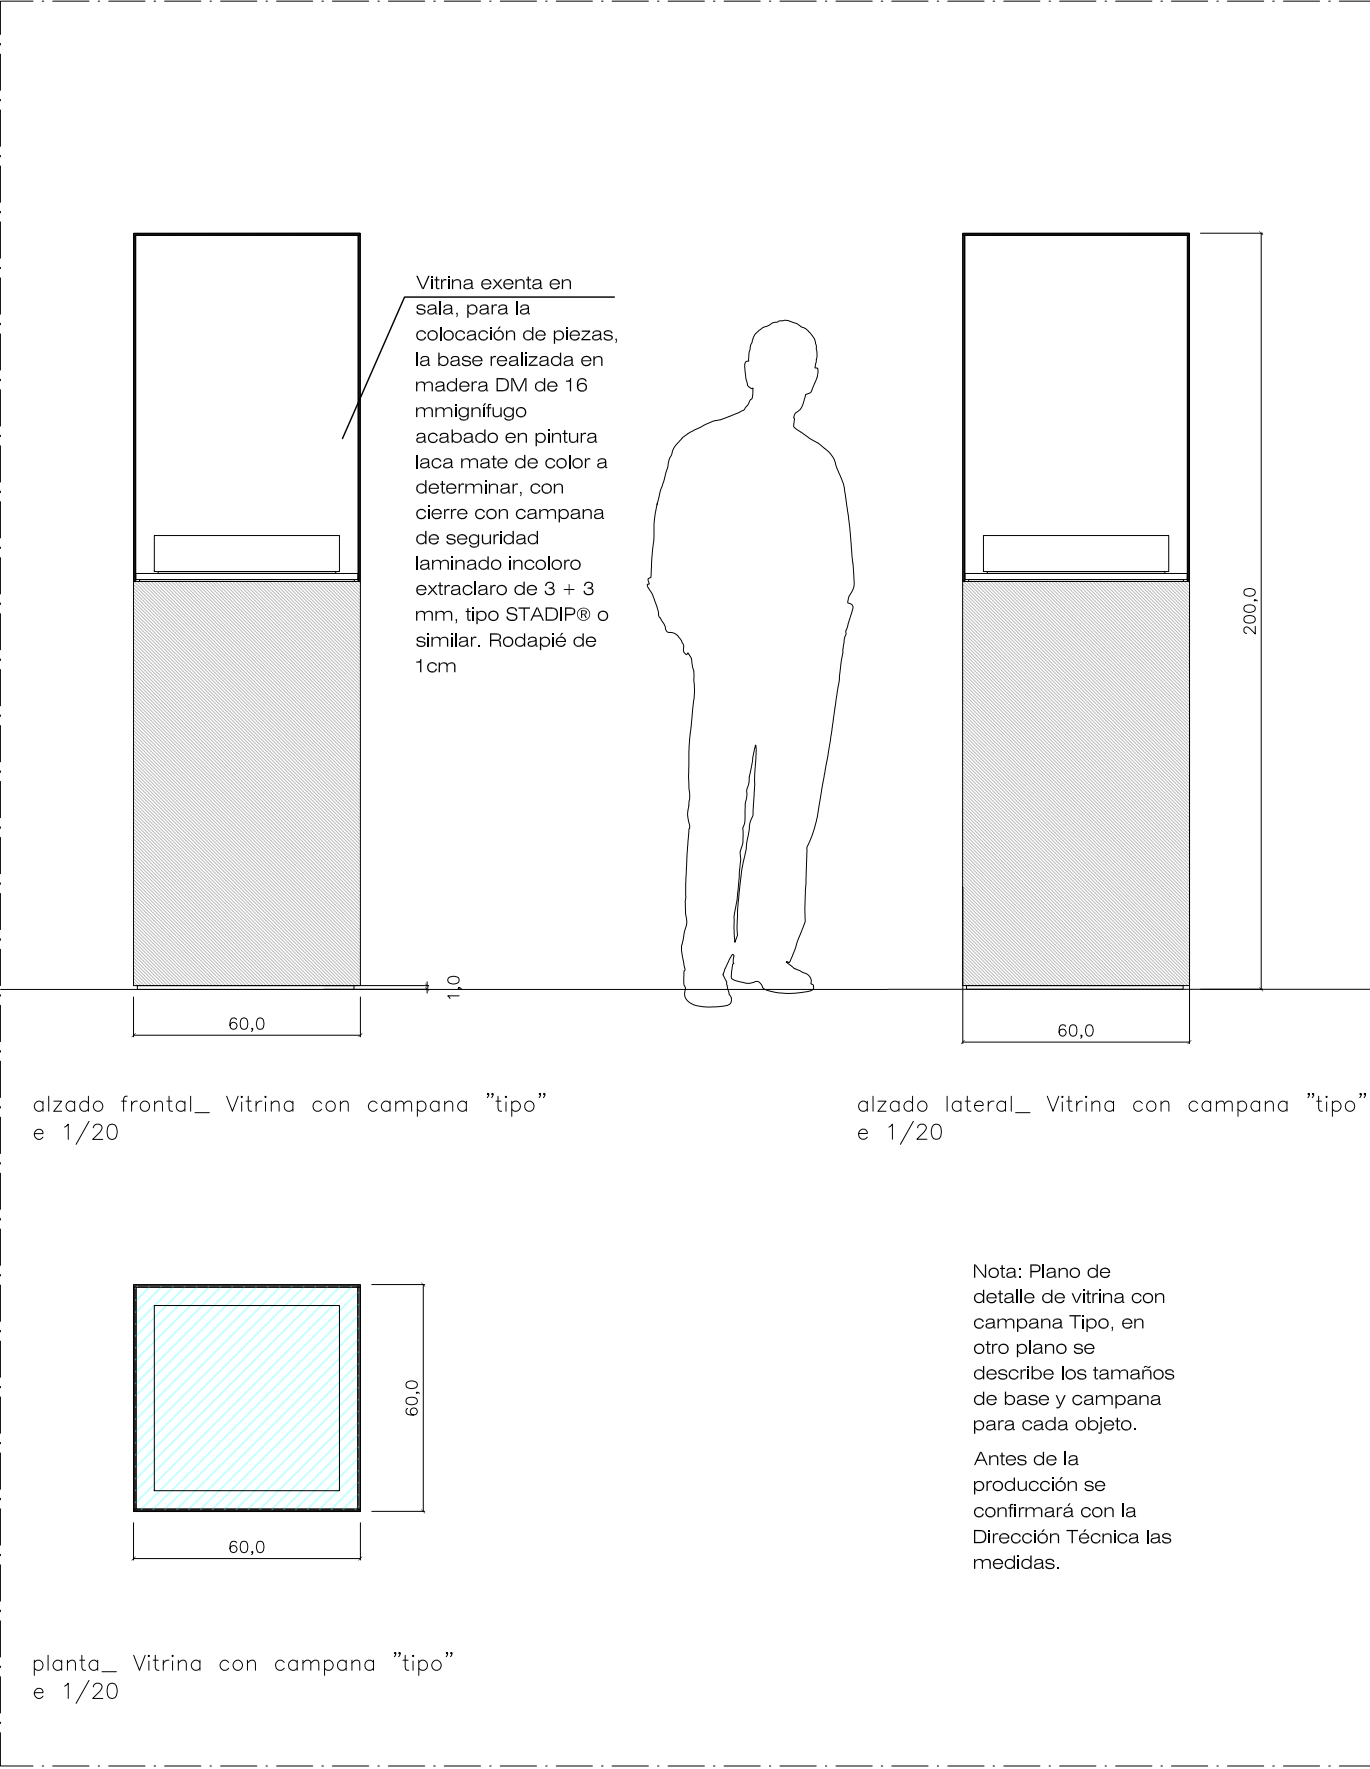 Vitrina exenta en
sala, para la
colocación de piezas,
la base realizada en
madera DM de 16
mmignífugo
acabado en pintura
laca mate de color a
determinar, con
cierre con campana
de seguridad
laminado incoloro
extraclaro de 3 + 3
mm, tipo STADIP® o
similar. Rodapié de
1cm
200,0
1,0
60,0
60,0
alzado frontal_ Vitrina con campana "tipo"
e 1/20
alzado lateral_ Vitrina con campana "tipo"
e 1/20
60,0
60,0
Nota: Plano de
detalle de vitrina con
campana Tipo, en
otro plano se
describe los tamaños
de base y campana
para cada objeto.
Antes de la
producción se
confirmará con la
Dirección Técnica las
medidas.
planta_ Vitrina con campana "tipo"
e 1/20